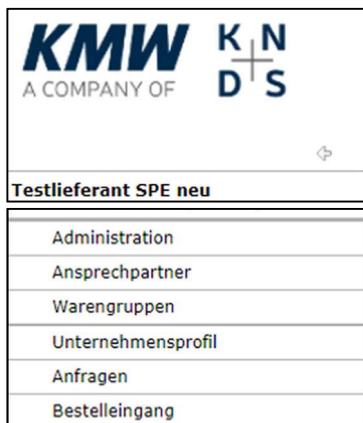 KMW K N
A COMPANY OF D S
Testlieferant SPE neu
Administration
Ansprechpartner
Warengruppen
Unternehmensprofil
Anfragen
Bestelleingang